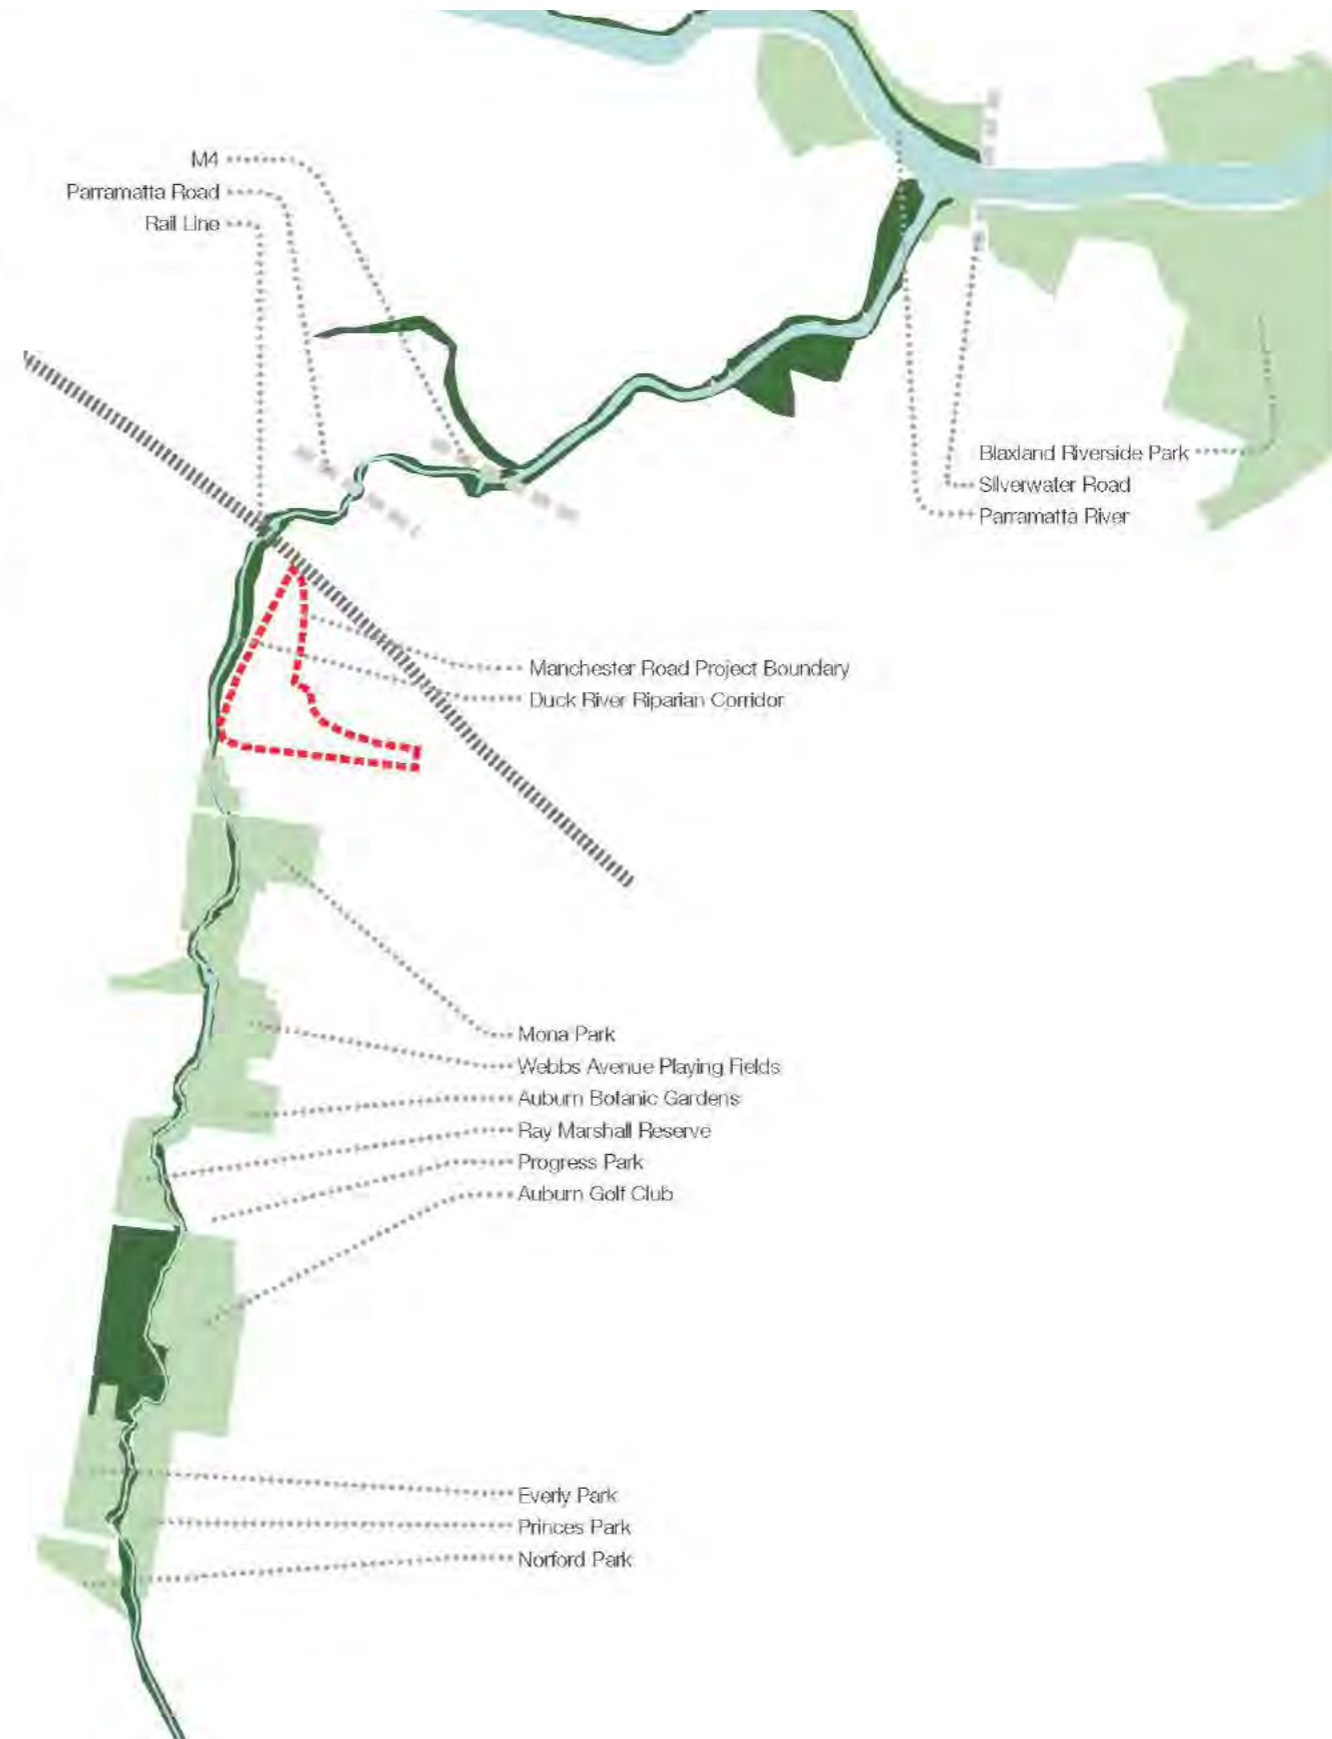 M4
Parramatta Road
Rail Line
Blaxland Riverside Park
Silverwater Road
Parramatta River
Manchester Road Project Boundary
Duck River Riparian Corridor
Mona Park
Webbs Avenue Playing Fields
Auburn Botanic Gardens
Ray Marshall Reserve
Progress Park
Auburn Golf Club
Everly Park
Princes Park
Norford Park